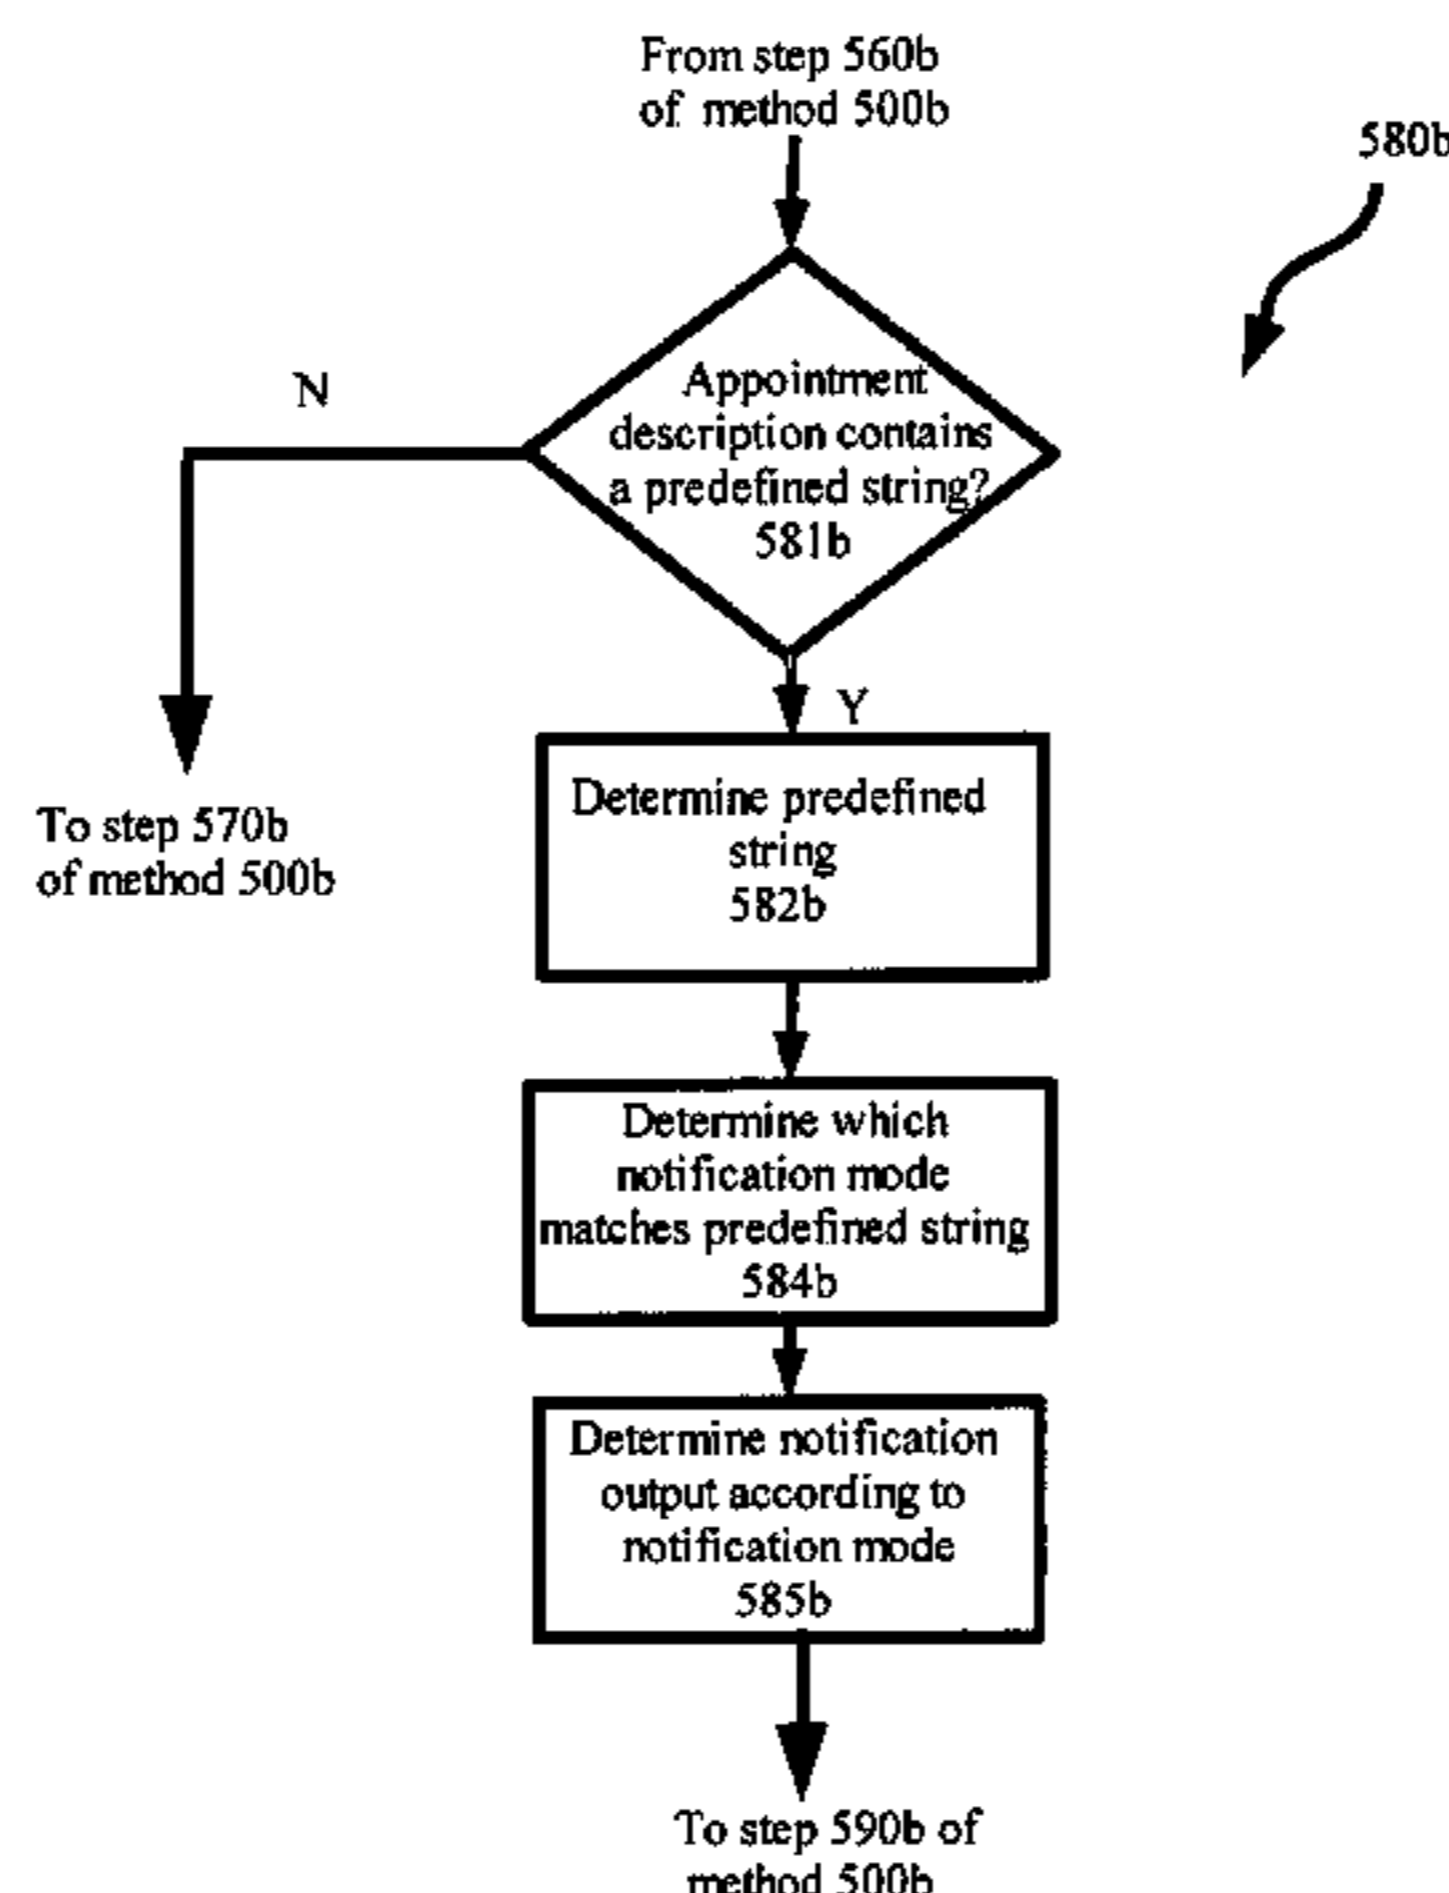 From step 560b
of method 500b
580b
N
Appointment
description contains
a predefined string?
581b
Y
To step 570b
of method 500b
Determine predefined
string
582b
Determine which
notification mode
matches predefined string
584b
Determine notification
output according to
notification mode
585b
To step 590b of
method 500b